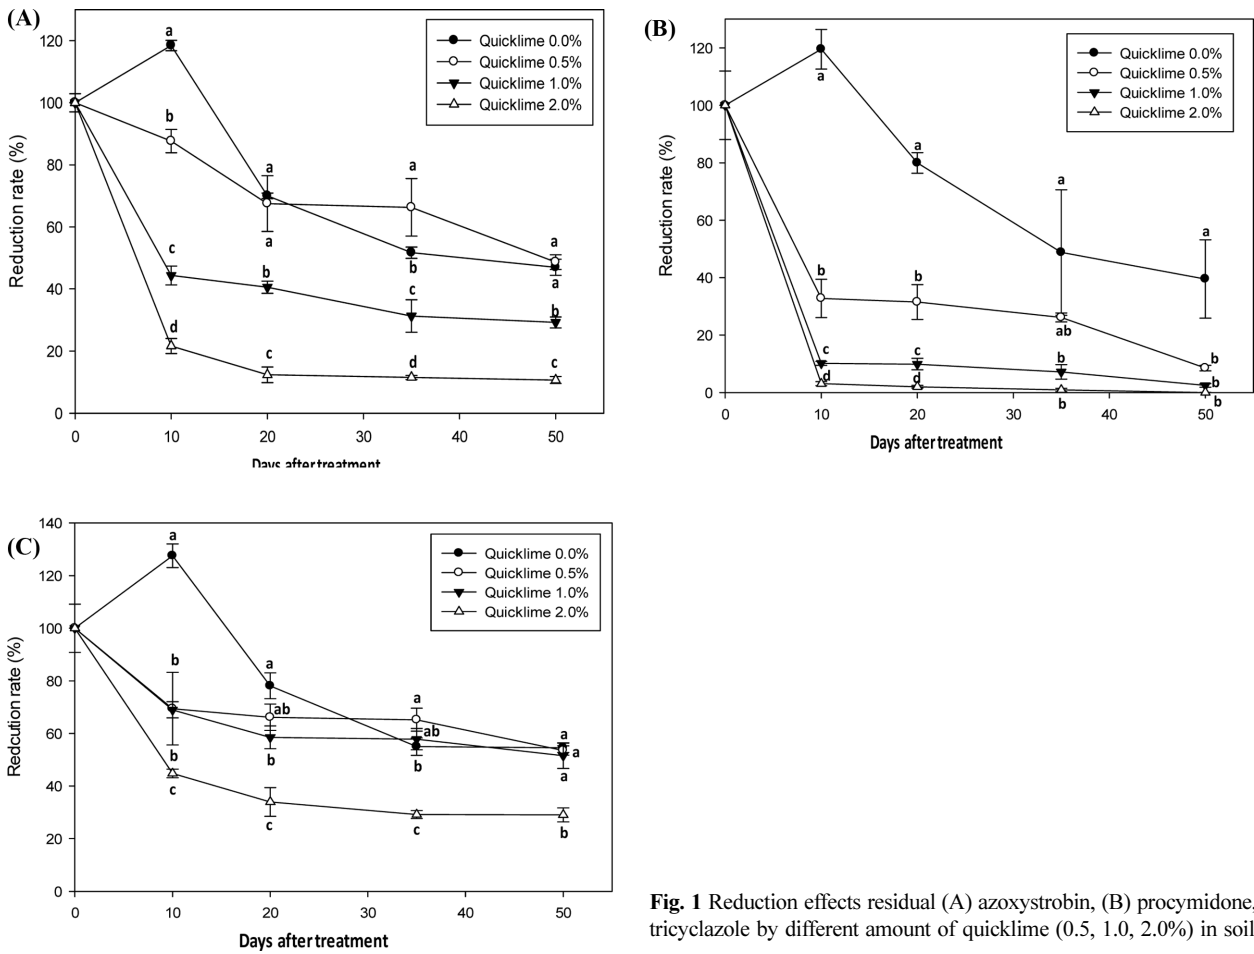 (A)
120
100
80
60
40
20
0
Reduction rate (%)
Quicklime 0.0%
Quicklime 0.5%
Quicklime 1.0%
Quicklime 2.0%
a
b
c
d
a
a
b
c
b
a
c
d
a
a
b
c
0 10 20 30 40 50
Days after treatment
(B)
120
100
80
60
40
20
0
Reduction rate (%)
Quicklime 0.0%
Quicklime 0.5%
Quicklime 1.0%
Quicklime 2.0%
a
b
c
d
a
b
c
d
a
ab
b
b
a
b
b
b
0 10 20 30 40 50
Days after treatment
(C)
140
120
100
80
60
40
20
0
Redcution rate (%)
Quicklime 0.0%
Quicklime 0.5%
Quicklime 1.0%
Quicklime 2.0%
a
b
b
c
a
ab
b
c
a
ab
b
c
a
a
a
b
0 10 20 30 40 50
Days after treatment
Fig. 1 Reduction effects residual (A) azoxystrobin, (B) procymidone,
tricyclazole by different amount of quicklime (0.5, 1.0, 2.0%) in soil